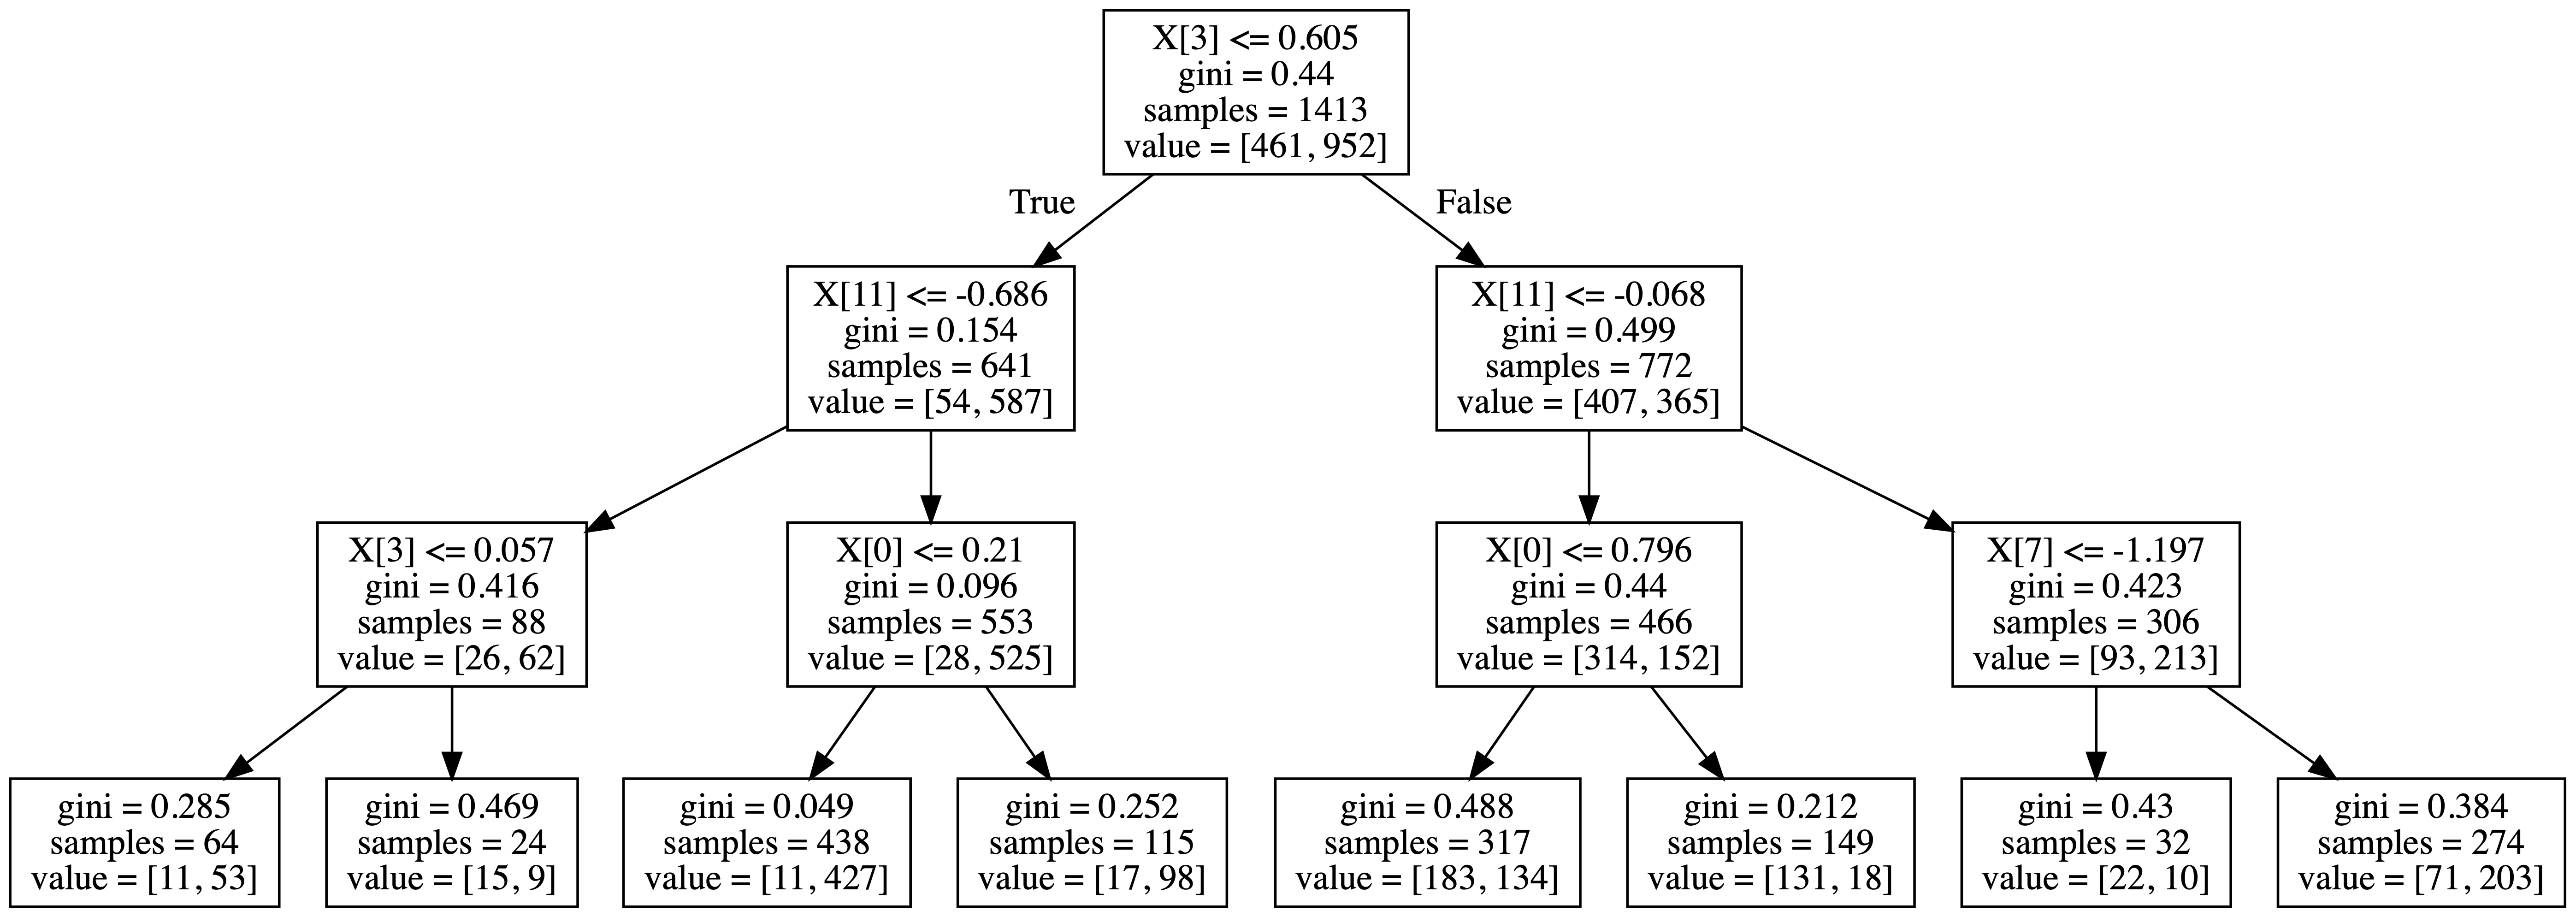 X[3] <= 0.605
gini = 0.44
samples = 1413
value = [461, 952]
True
False
X[11] <= -0.686
gini = 0.154
samples = 641
value = [54, 587]
X[11] <= -0.068
gini = 0.499
samples = 772
value = [407, 365]
X[3] <= 0.057
gini = 0.416
samples = 88
value = [26, 62]
X[0] <= 0.21
gini = 0.096
samples = 553
value = [28, 525]
X[0] <= 0.796
gini = 0.44
samples = 466
value = [314, 152]
X[7] <= -1.197
gini = 0.423
samples = 306
value = [93, 213]
gini = 0.285
samples = 64
value = [11, 53]
gini = 0.469
samples = 24
value = [15, 9]
gini = 0.049
samples = 438
value = [11, 427]
gini = 0.252
samples = 115
value = [17, 98]
gini = 0.488
samples = 317
value = [183, 134]
gini = 0.212
samples = 149
value = [131, 18]
gini = 0.43
samples = 32
value = [22, 10]
gini = 0.384
samples = 274
value = [71, 203]